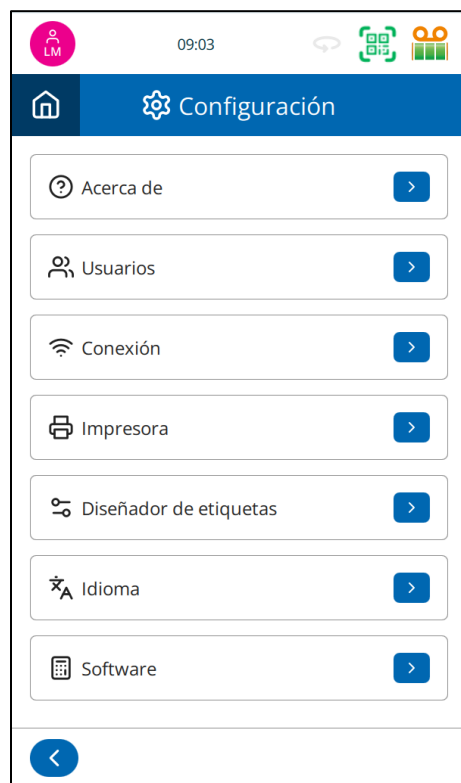 LM
09:03
Configuración
Acerca de
Usuarios
Conexión
Impresora
Diseñador de etiquetas
Idioma
Software